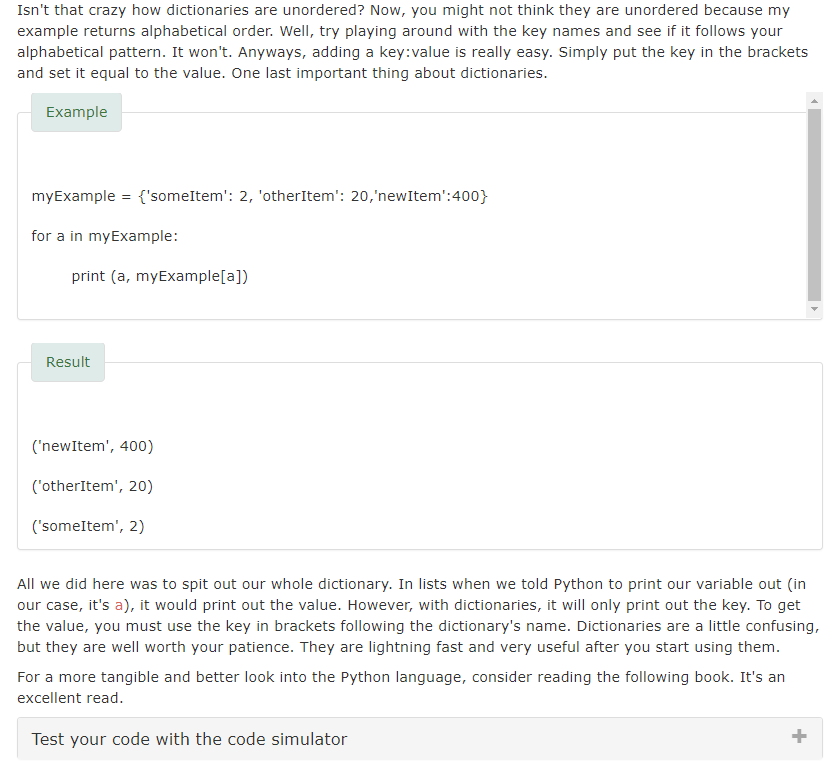 Isn't that crazy how dictionaries are unordered? Now, you might not think they are unordered because my
example returns alphabetical order. Well, try playing around with the key names and see if it follows your
alphabetical pattern. It won't. Anyways, adding a key:value is really easy. Simply put the key in the brackets
and set it equal to the value. One last important thing about dictionaries.
Example
myExample = {'someItem': 2, 'otherItem': 20,'newItem':400}
for a in myExample:
print (a, myExample[a])
Result
('newItem', 400)
('otherItem', 20)
('someItem', 2)
All we did here was to spit out our whole dictionary. In lists when we told Python to print our variable out (in
our case, it's a), it would print out the value. However, with dictionaries, it will only print out the key. To get
the value, you must use the key in brackets following the dictionary's name. Dictionaries are a little confusing,
but they are well worth your patience. They are lightning fast and very useful after you start using them.
For a more tangible and better look into the Python language, consider reading the following book. It's an
excellent read.
Test your code with the code simulator